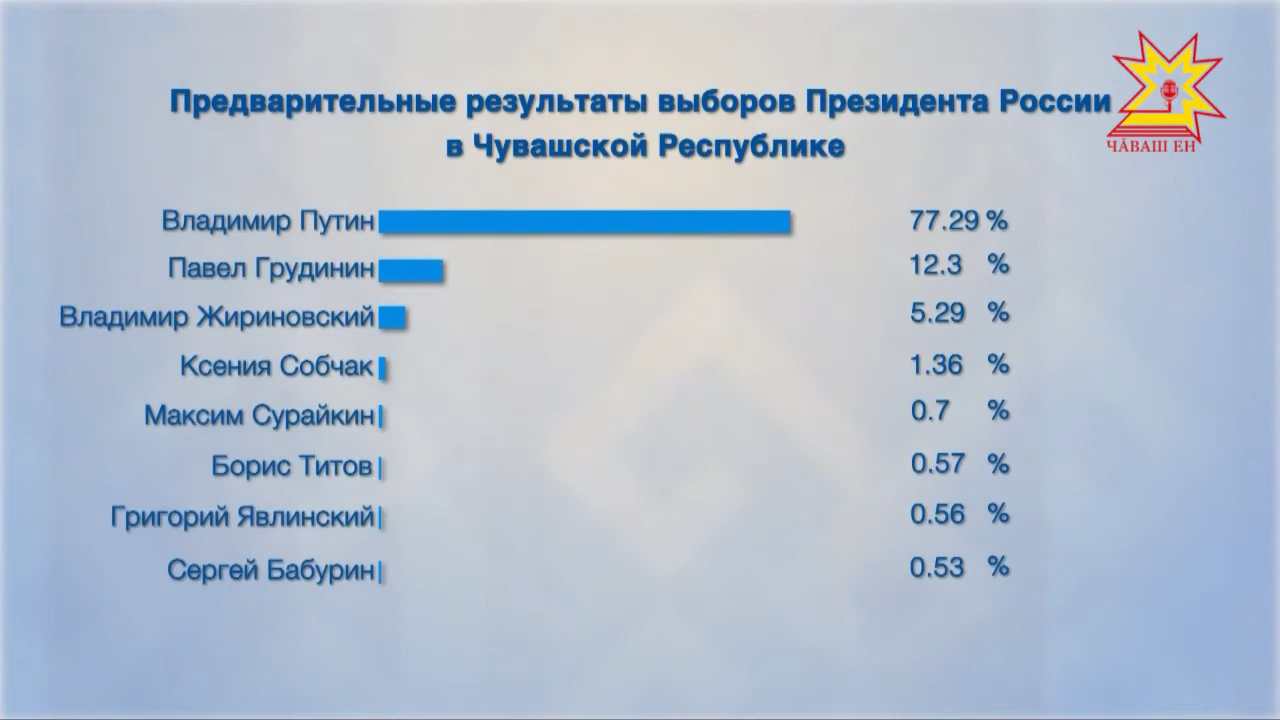 Предварительные результаты выборов Президента России
в Чувашской Республике
ЧӐВАШ ЕН
Владимир Путин 77.29 %
Павел Грудинин 12.3 %
Владимир Жириновский 5.29 %
Ксения Собчак 1.36 %
Максим Сурайкин 0.7 %
Борис Титов 0.57 %
Григорий Явлинский 0.56 %
Сергей Бабурин 0.53 %